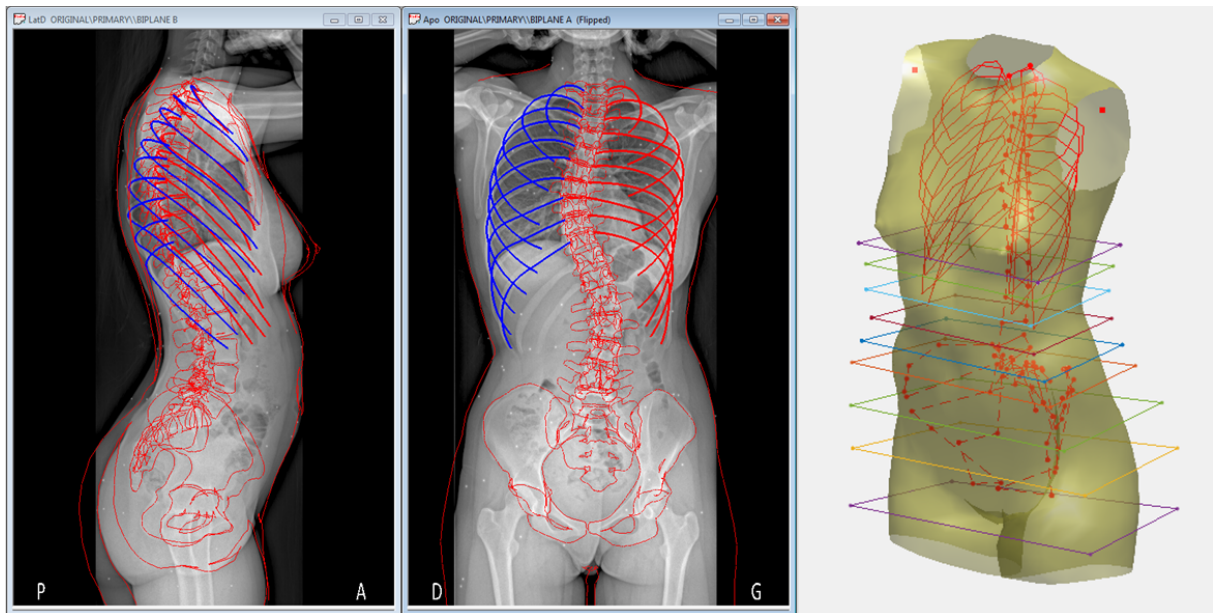 LatD ORIGINAL\PRIMARY\\BIPLANE B
Apo ORIGINAL\PRIMARY\\BIPLANE A (Flipped)
P
A
D
G